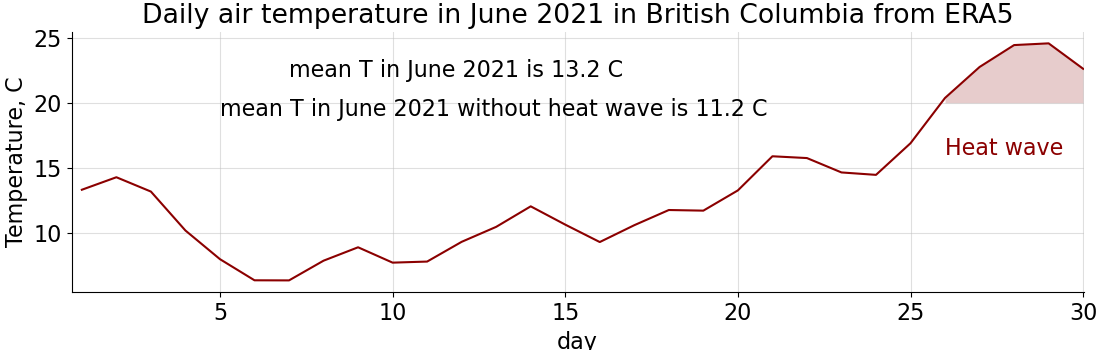 Daily air temperature in June 2021 in British Columbia from ERA5
mean T in June 2021 is 13.2 C
mean T in June 2021 without heat wave is 11.2 C
Heat wave
Temperature, C
25
20
15
10
5
10
15
20
25
30
day